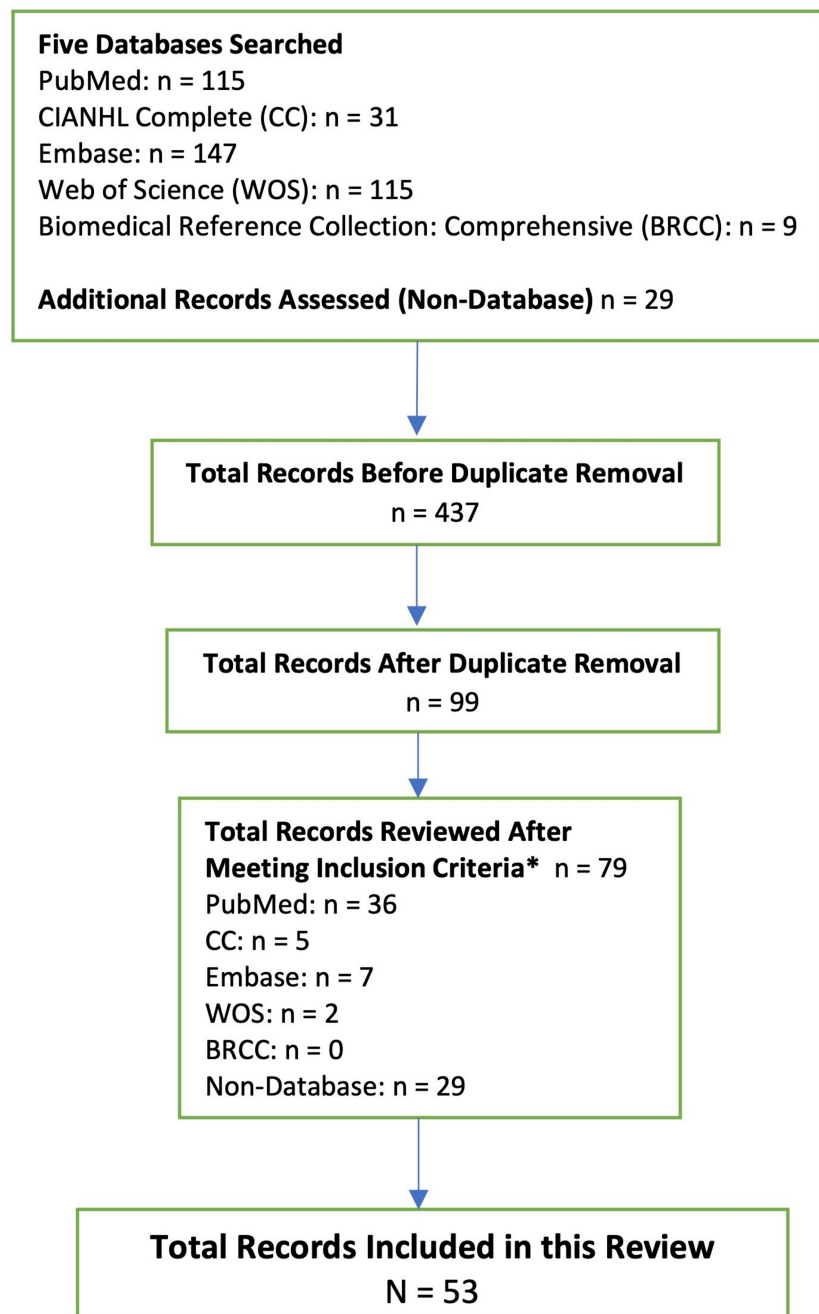 Five Databases Searched
PubMed: n = 115
CIANHL Complete (CC): n = 31
Embase: n = 147
Web of Science (WOS): n = 115
Biomedical Reference Collection: Comprehensive (BRCC): n = 9
Additional Records Assessed (Non-Database) n = 29
Total Records Before Duplicate Removal
n = 437
Total Records After Duplicate Removal
n = 99
Total Records Reviewed After
Meeting Inclusion Criteria* n = 79
PubMed: n = 36
CC: n = 5
Embase: n = 7
WOS: n = 2
BRCC: n = 0
Non-Database: n = 29
Total Records Included in this Review
N = 53